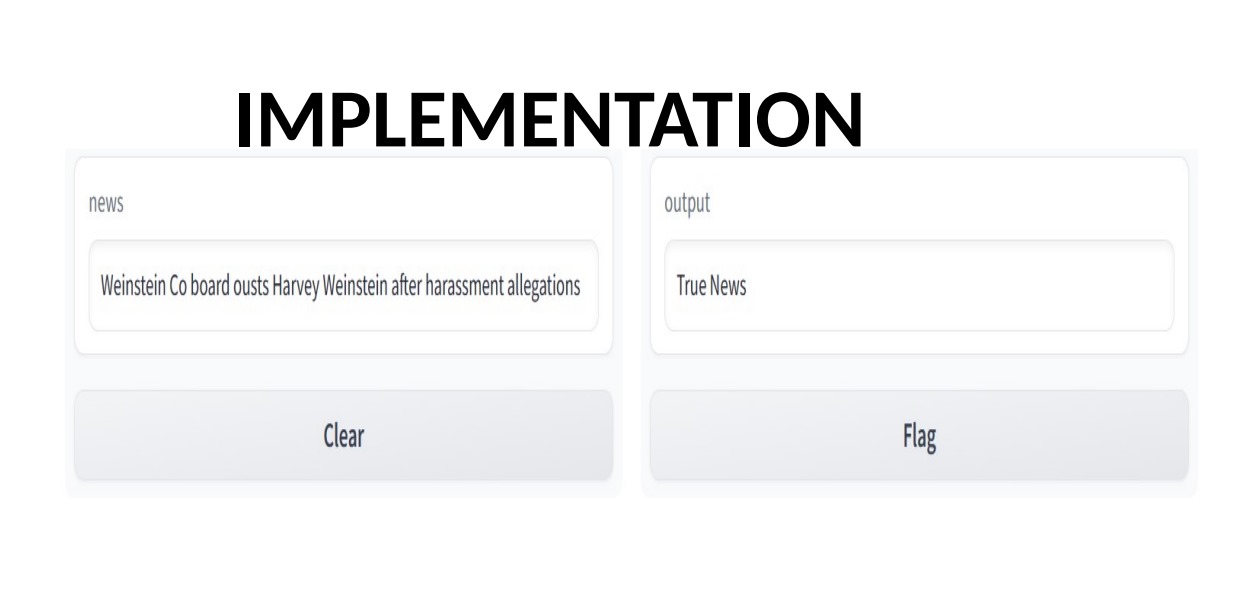 IMPLEMENTATION
news
Weinstein Co board ousts Harvey Weinstein after harassment allegations
Clear
output
True News
Flag